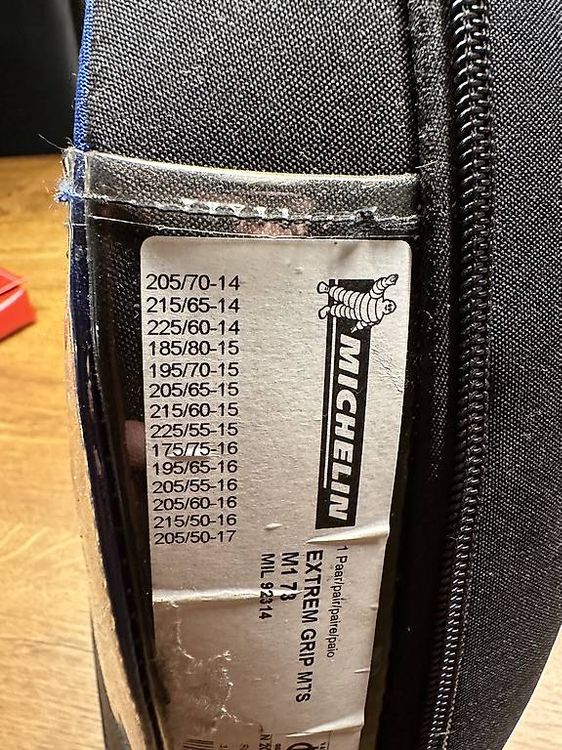 205/70-14
215/65-14
225/60-14
185/80-15
195/70-15
205/65-15
215/60-15
225/55-15
175/75-16
195/65-16
205/55-16
205/60-16
215/50-16
205/50-17
MICHELIN
1 Paar/pair/paire/paio
EXTREM GRIP MTS
M1 73
MIL 92314